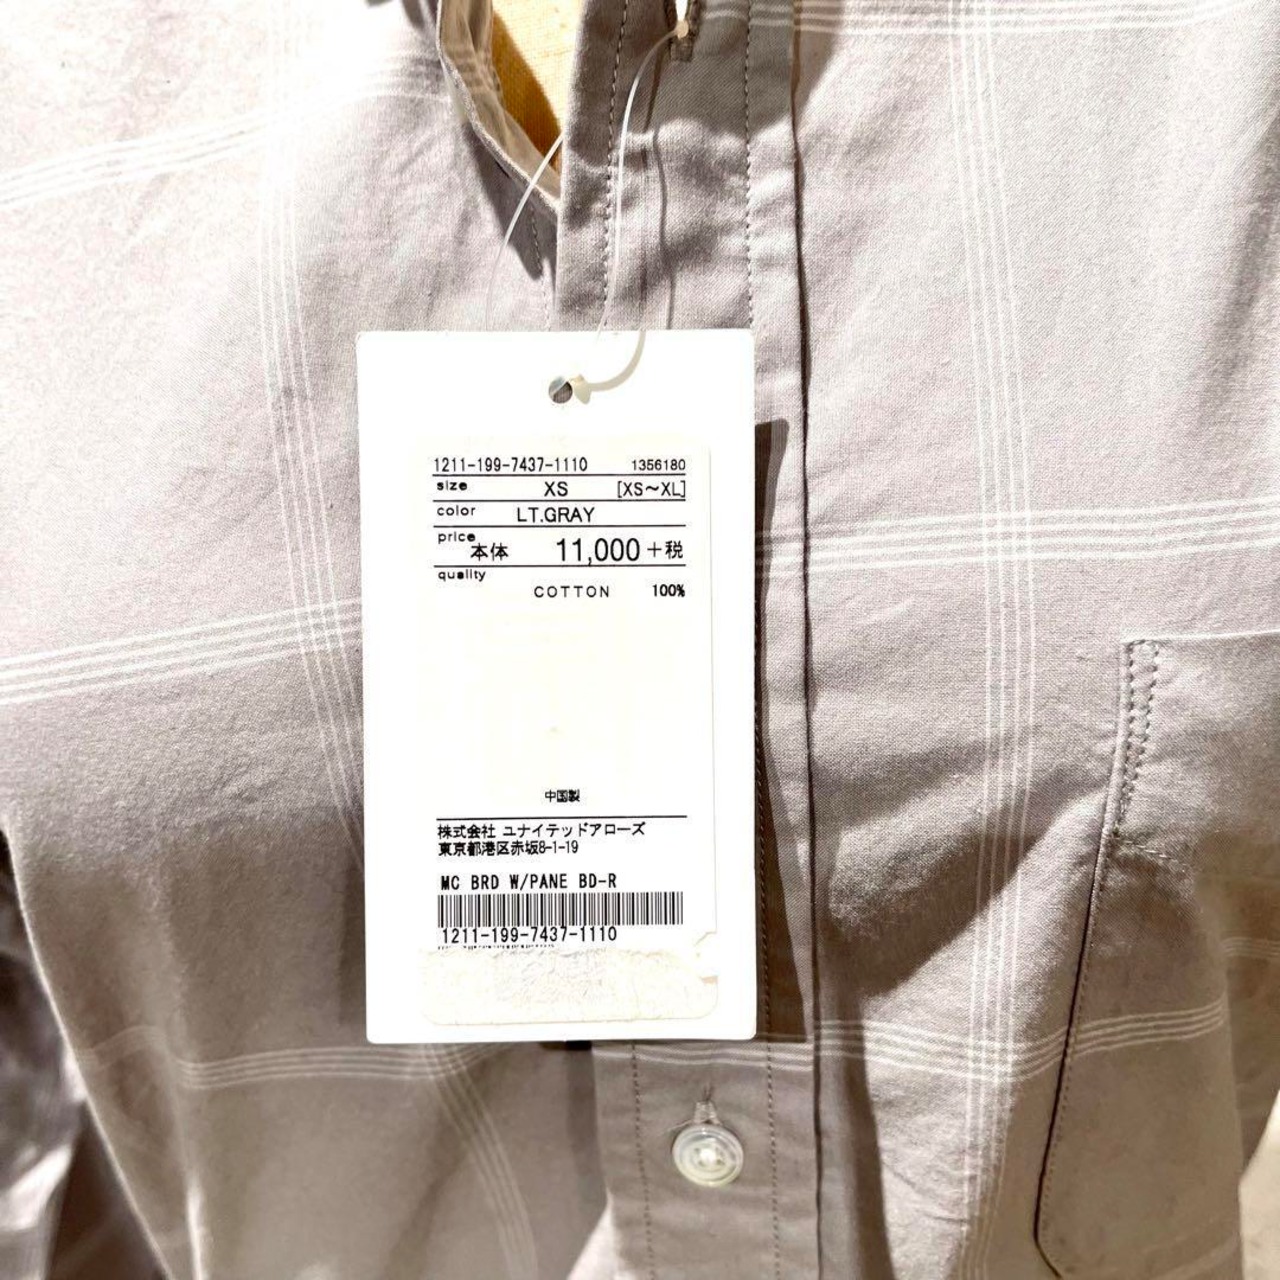 1211-199-7437-1110 1356180
size XS [XS～XL]
color LT.GRAY
price 本体 11,000+税
quality
COTTON 100%
中国製
株式会社 ユナイテッドアローズ
東京都港区赤坂8-1-19
MC BRD W/PANE BD-R
1211-199-7437-1110